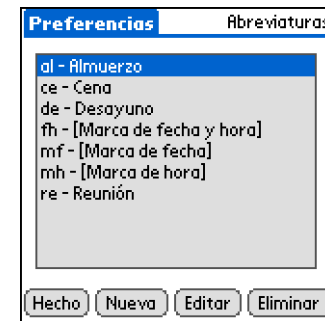 Preferencias Abreviaturas
al - Almuerzo
ce - Cena
de - Desayuno
fh - [Marca de fecha y hora]
mf - [Marca de fecha]
mh - [Marca de hora]
re - Reunión
Hecho Nueva Editar Eliminar